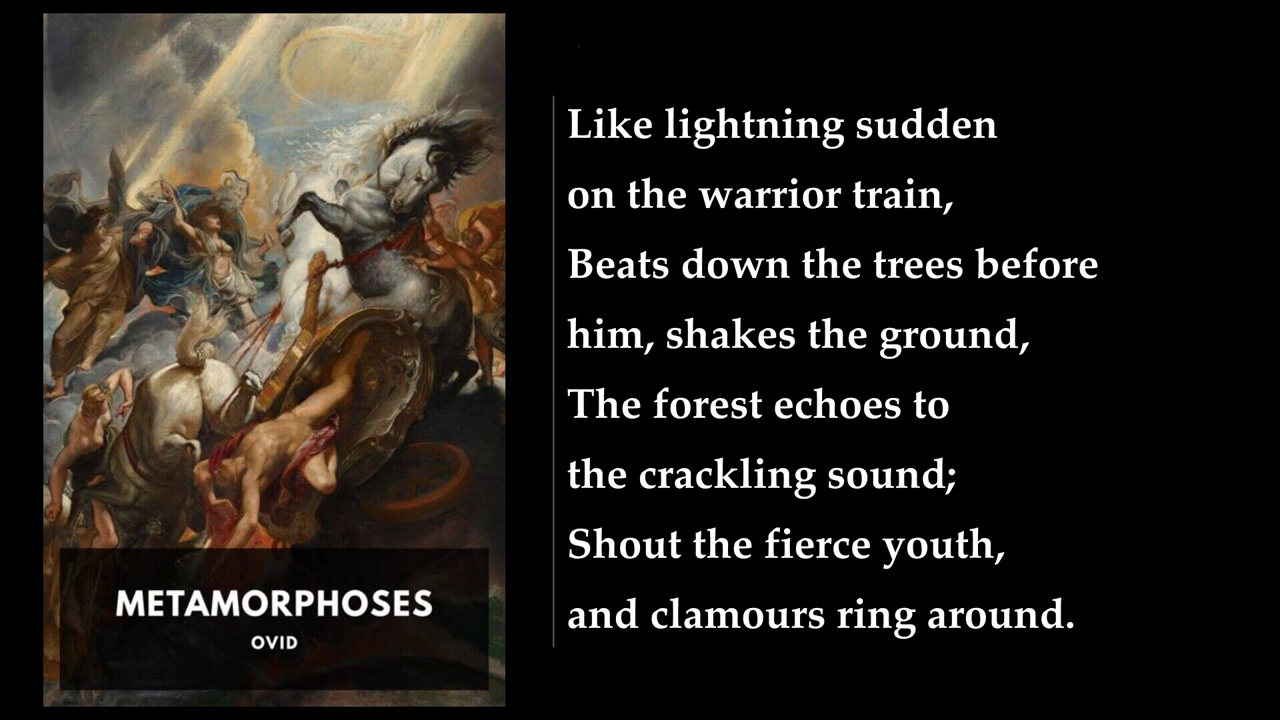 METAMORPHOSES
OVID
Like lightning sudden
on the warrior train,
Beats down the trees before
him, shakes the ground,
The forest echoes to
the crackling sound;
Shout the fierce youth,
and clamours ring around.